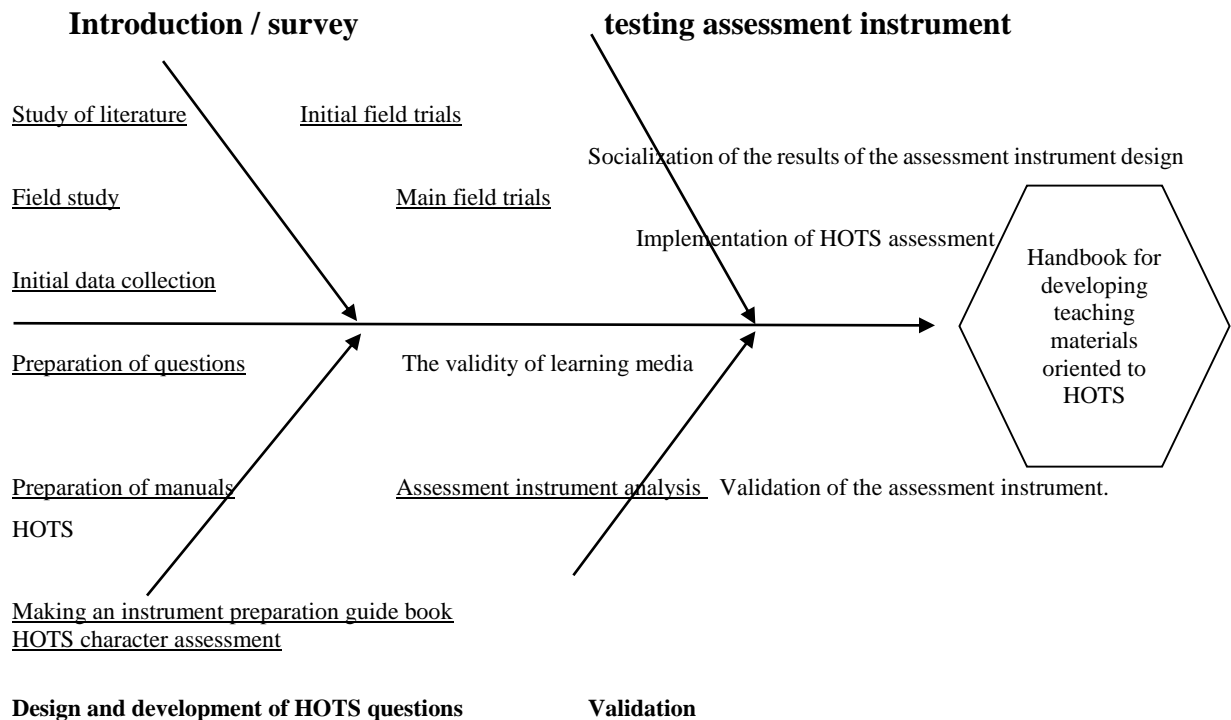 Introduction / survey
testing assessment instrument
Study of literature
Initial field trials
Socialization of the results of the assessment instrument design
Field study
Main field trials
Implementation of HOTS assessment
Initial data collection
Handbook for
developing
teaching
materials
oriented to
HOTS
Preparation of questions
The validity of learning media
Preparation of manuals
Assessment instrument analysis
Validation of the assessment instrument.
HOTS
Making an instrument preparation guide book
HOTS character assessment
Design and development of HOTS questions
Validation